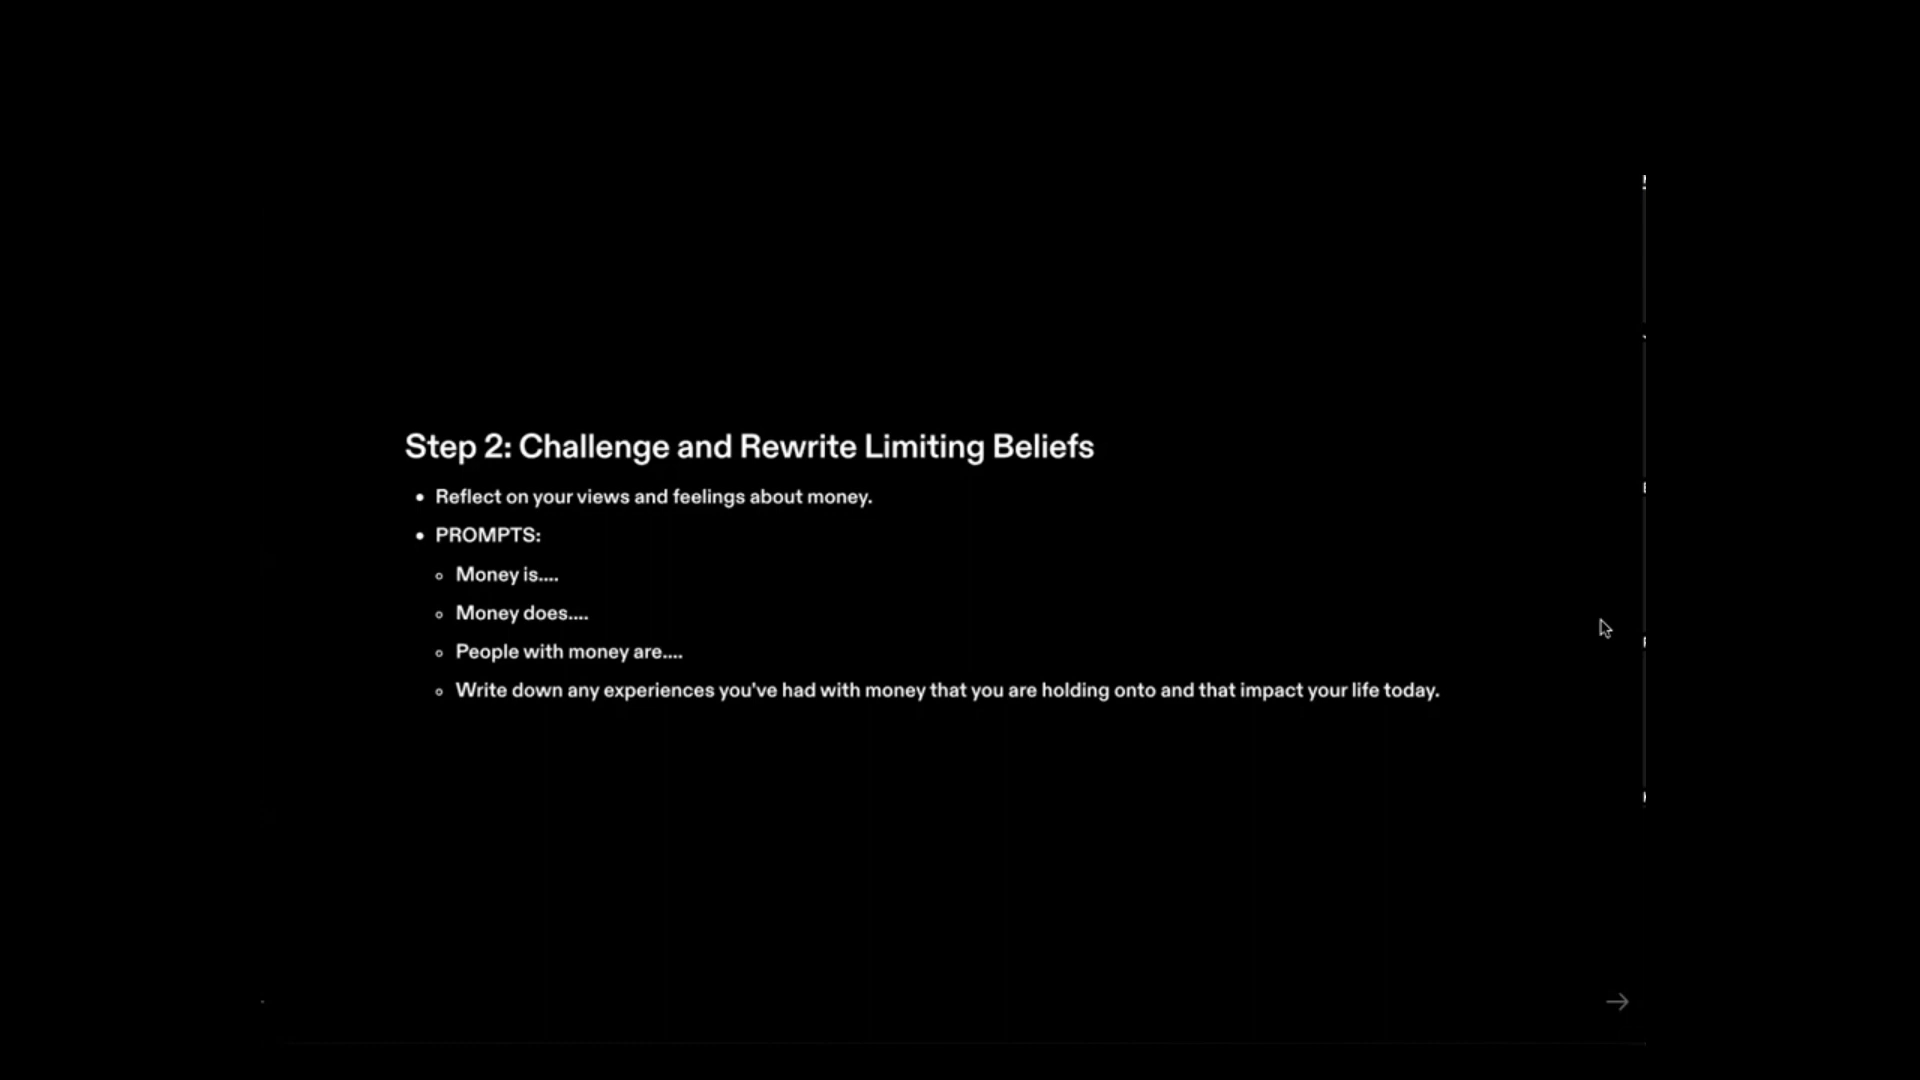 Step 2: Challenge and Rewrite Limiting Beliefs
• Reflect on your views and feelings about money.
• PROMPTS:
◦ Money is....
◦ Money does....
◦ People with money are....
◦ Write down any experiences you've had with money that you are holding onto and that impact your life today.